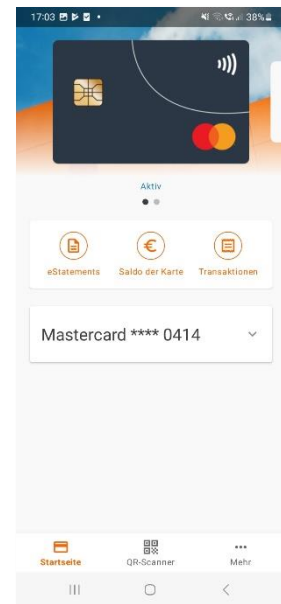 17:03
38%
Aktiv
eStatements Saldo der Karte Transaktionen
Mastercard **** 0414
Startseite QR-Scanner Mehr